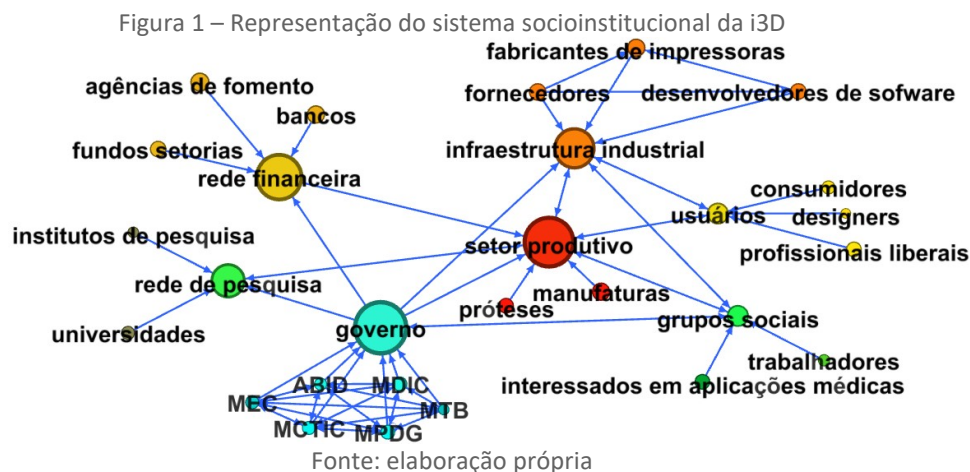 Figura 1 – Representação do sistema socioinstitucional da i3D
fabricantes de impressoras
agências de fomento
fornecedores
desenvolvedores de sofware
bancos
fundos setorias
infraestrutura industrial
rede financeira
consumidores
usuários
designers
institutos de pesquisa
setor produtivo
profissionais liberais
rede de pesquisa
manufaturas
próteses
grupos sociais
universidades
governo
trabalhadores
interessados em aplicações médicas
ABID
MDIC
MEC
MTB
MCTIC
MPDG
Fonte: elaboração própria